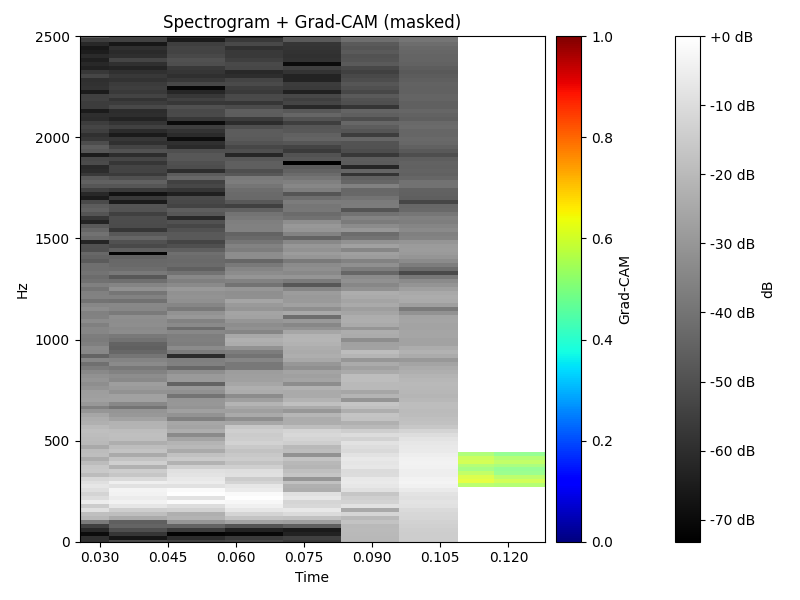 Spectrogram + Grad-CAM (masked)
2500
2000
1500
1000
500
0
Hz
0.030
0.045
0.060
0.075
0.090
0.105
0.120
Time
1.0
0.8
0.6
0.4
0.2
0.0
Grad-CAM
+0 dB
-10 dB
-20 dB
-30 dB
-40 dB
-50 dB
-60 dB
-70 dB
dB